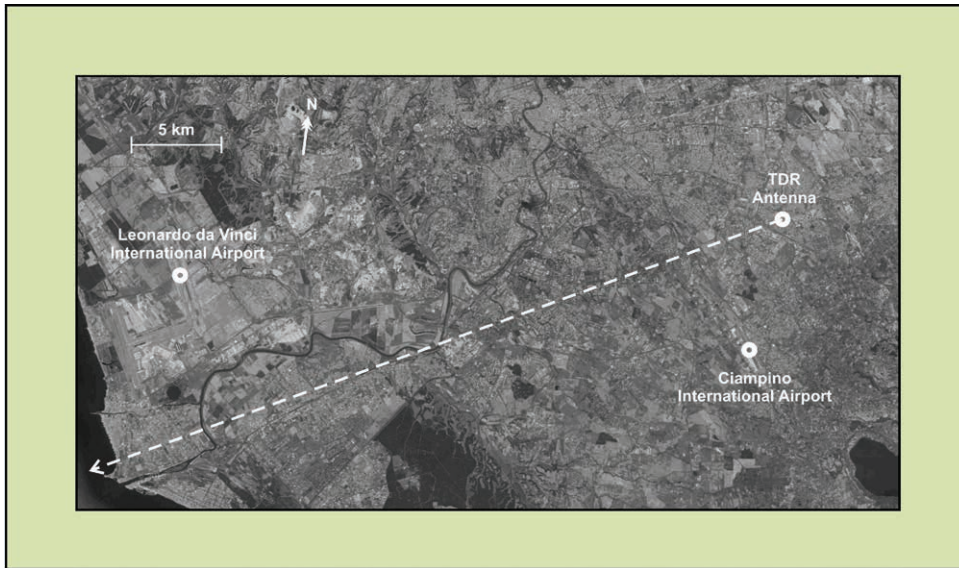 N
5 km
TDR
Antenna
Leonardo da Vinci
International Airport
Ciampino
International Airport